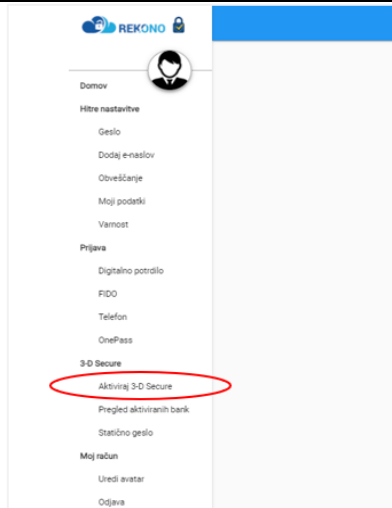 REKONO
Domov
Hitre nastavitve
Geslo
Dodaj e-naslov
Obveščanje
Moji podatki
Varnost
Prijava
Digitalno potrdilo
FIDO
Telefon
OnePass
3-D Secure
Aktiviraj 3-D Secure
Pregled aktiviranih bank
Statično geslo
Moj račun
Uredi avatar
Odjava